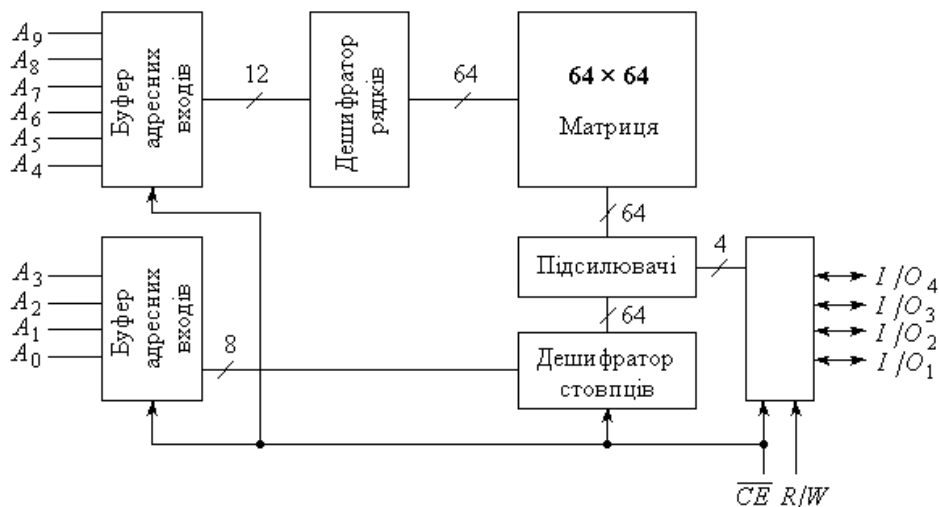 A9
A8
A7
A6
A5
A4
Буфер
адресних
входів
12
Дешифратор
рядків
64
64 × 64
Матриця
64
A3
A2
A1
A0
Буфер
адресних
входів
8
Підсилювачі
4
64
Дешифратор
стовпців
I/O4
I/O3
I/O2
I/O1
CE
R/W